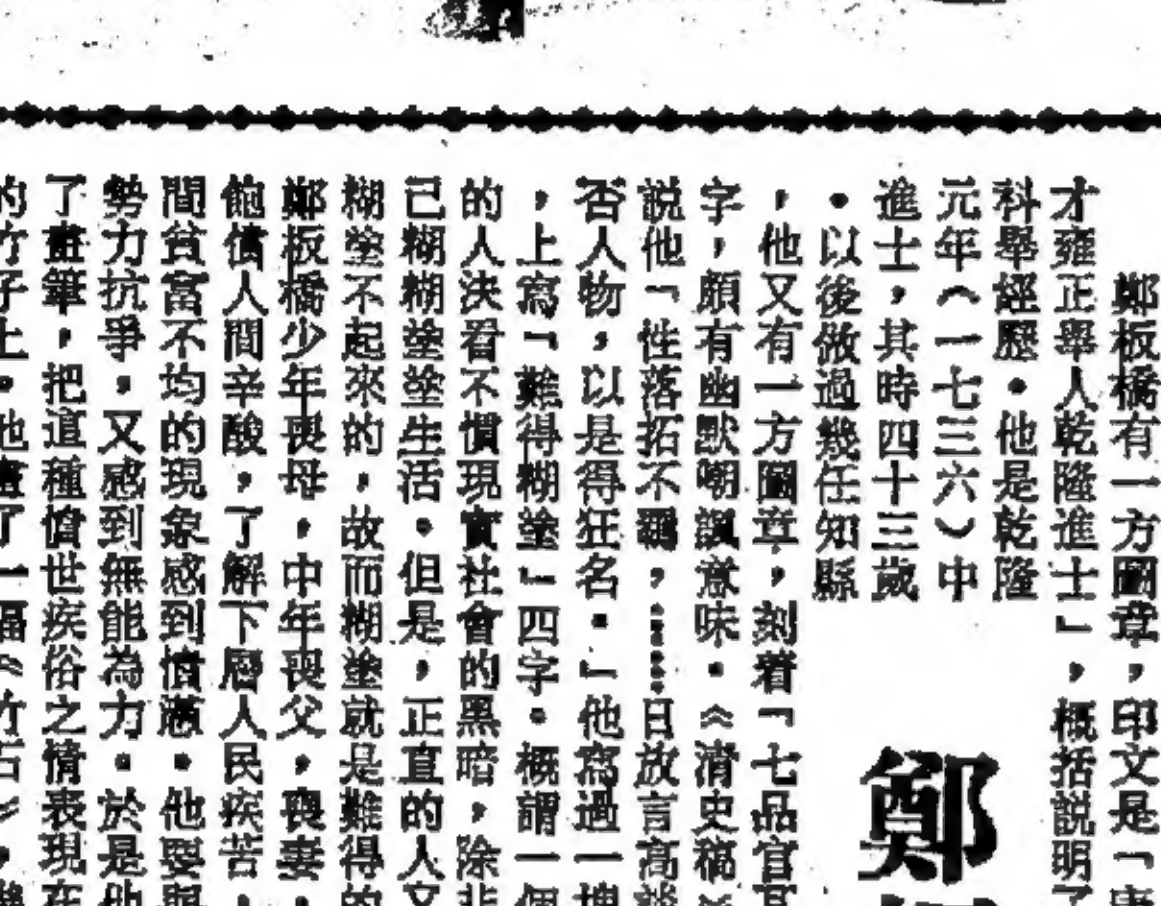 鄭板橋有一方圖章，印文是「康
才雍正舉人乾隆進士」，概括説明了
科舉經歷。他是乾隆
元年（一七三六）中
進士，其時四十三歲
。以後做過幾任知縣
鄭
，他又有一方圖章，刻着「七品官耳
字，頗有幽默嘲諷意味。《清史稿》
説他「性落拓不羈，……日放言高談
否人物，以是得狂名。」他寫過一塊
，上寫「難得糊塗」四字。概謂一個
的人決看不慣現實社會的黑暗，除非
己糊糊塗塗生活。但是，正直的人又
糊塗不起來的，故而糊塗就是難得的
鄭板橋少年喪母，中年喪父，喪妻，
飽嘗人間辛酸，了解下層人民疾苦，
間貧富不均的現象感到憤懣。他要與
勢力抗爭，又感到無能為力。於是他
了畫筆，把道種憤世疾俗之情表現在
的竹子上。他畫了一幅《竹石》，